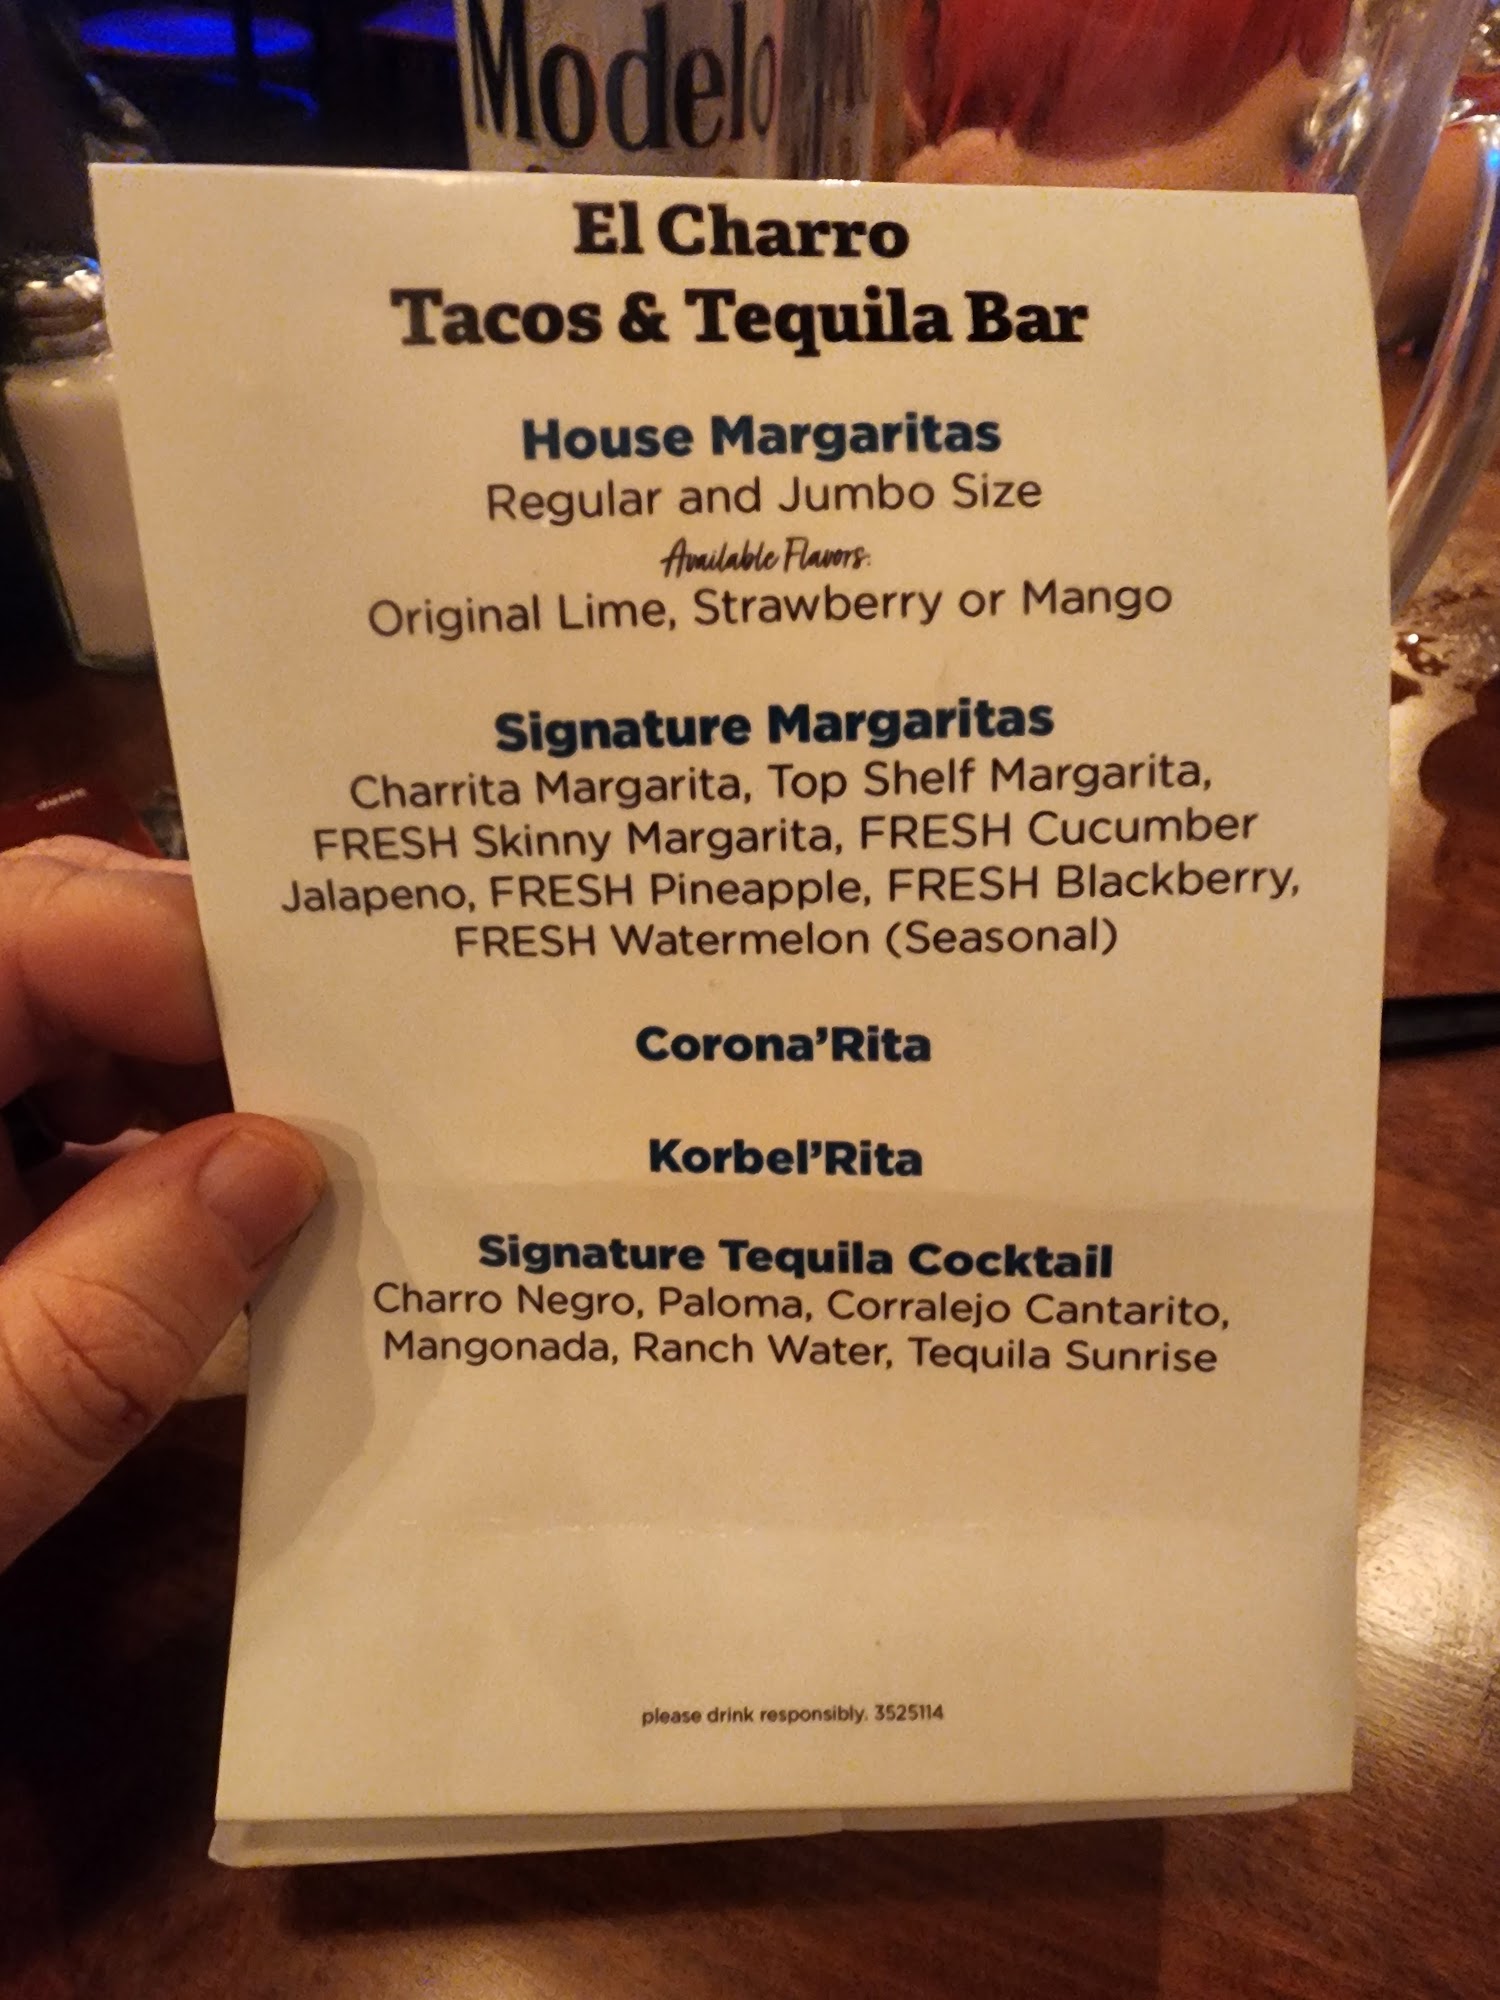 Modelo
El Charro
Tacos & Tequila Bar
House Margaritas
Regular and Jumbo Size
Available Flavors:
Original Lime, Strawberry or Mango
Signature Margaritas
Charrita Margarita, Top Shelf Margarita,
FRESH Skinny Margarita, FRESH Cucumber
Jalapeno, FRESH Pineapple, FRESH Blackberry,
FRESH Watermelon (Seasonal)
Corona'Rita
Korbel'Rita
Signature Tequila Cocktail
Charro Negro, Paloma, Corralejo Cantarito,
Mangonada, Ranch Water, Tequila Sunrise
please drink responsibly. 3525114